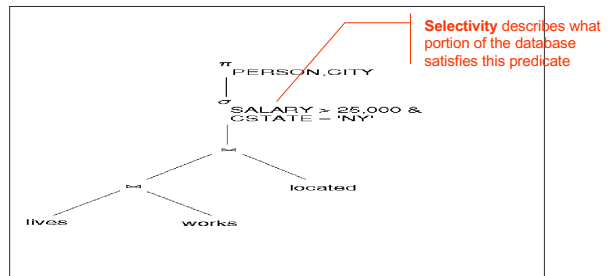 Selectivity describes what
portion of the database
satisfies this predicate
π
PERSON,CITY
σ
SALARY > 25,000 &
CSTATE = 'NY'
⋈
⋈
located
lives
works